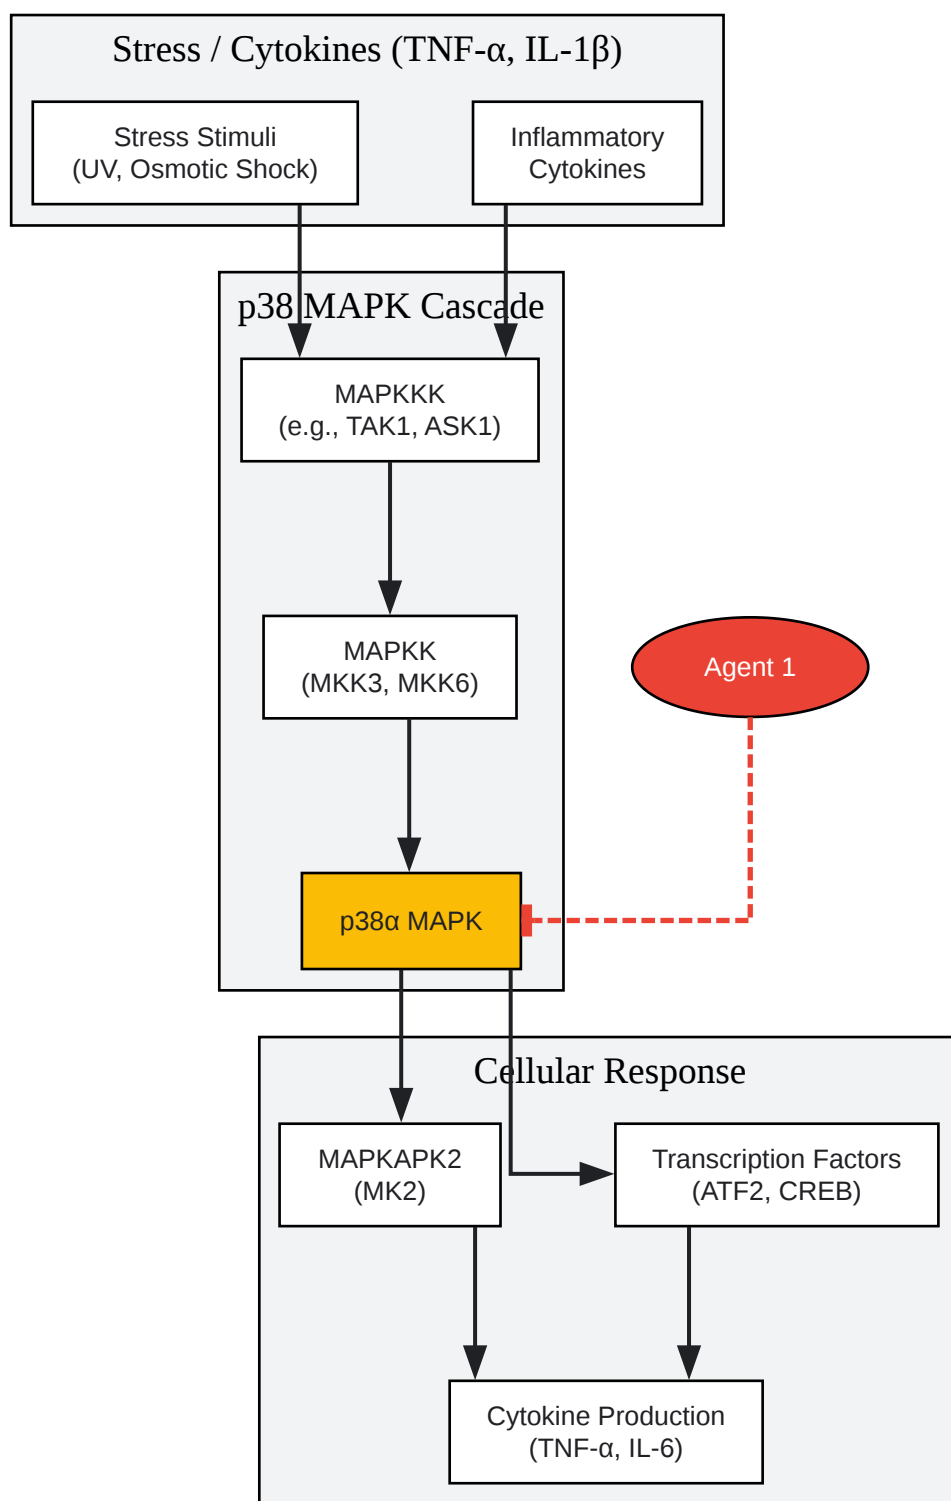 Stress / Cytokines (TNF-α, IL-1β)
Stress Stimuli
(UV, Osmotic Shock)
Inflammatory
Cytokines
p38 MAPK Cascade
MAPKKK
(e.g., TAK1, ASK1)
MAPKK
(MKK3, MKK6)
Agent 1
p38α MAPK
Cellular Response
MAPKAPK2
(MK2)
Transcription Factors
(ATF2, CREB)
Cytokine Production
(TNF-α, IL-6)